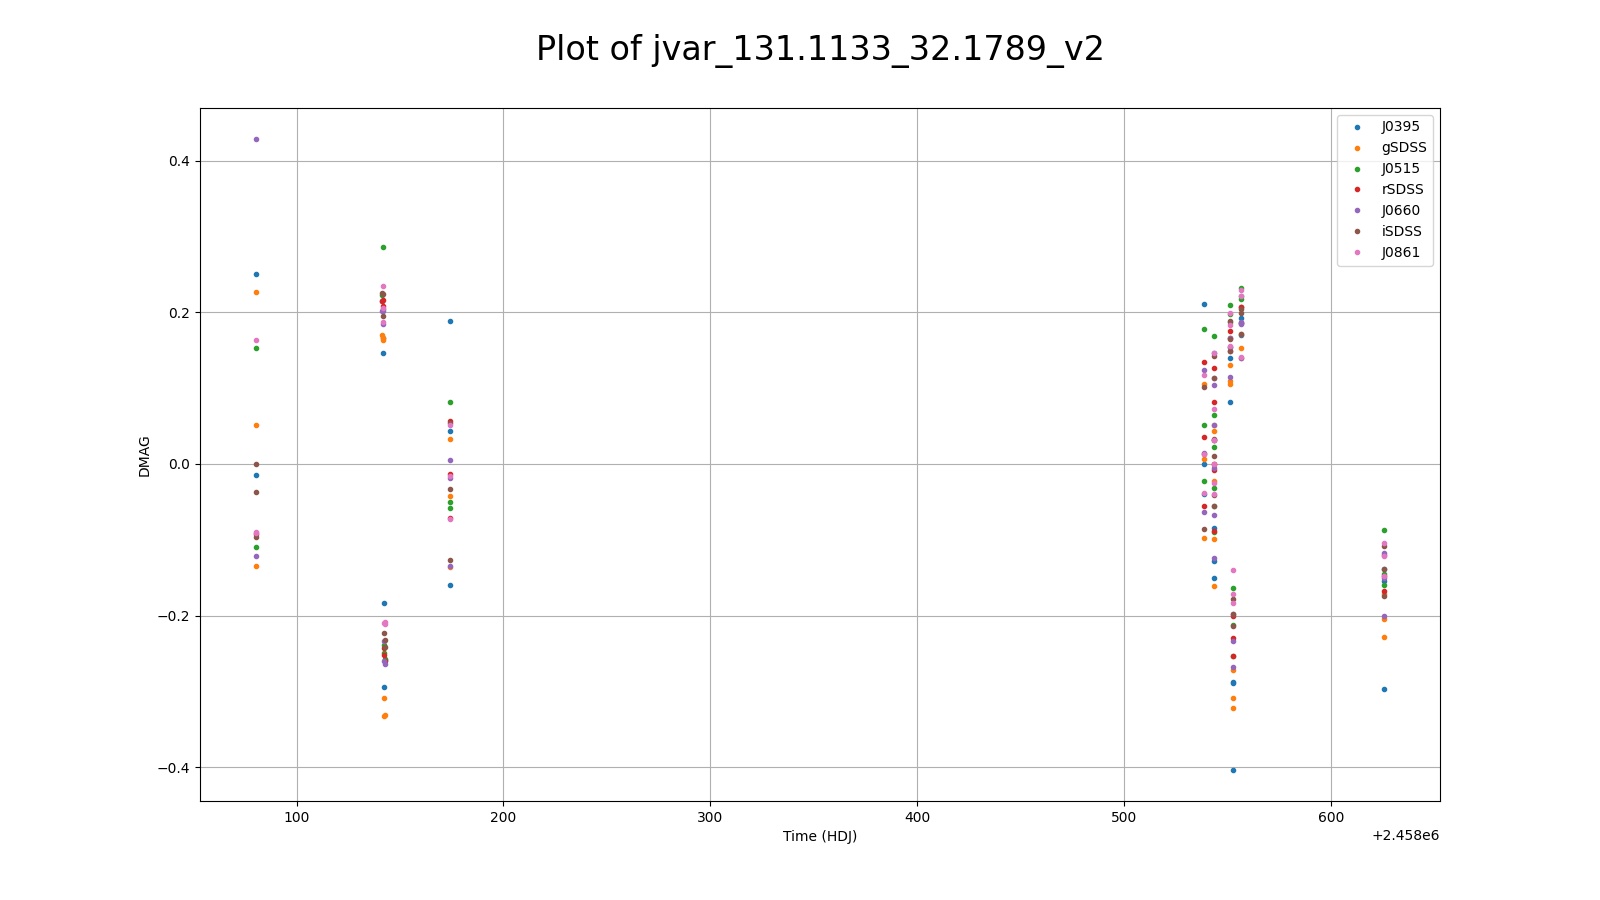 Plot of jvar_131.1133_32.1789_v2
J0395
gSDSS
J0515
rSDSS
J0660
iSDSS
J0861
0.4
0.2
0.0
−0.2
−0.4
DMAG
100
200
300
400
500
600
Time (HDJ)
+2.458e6